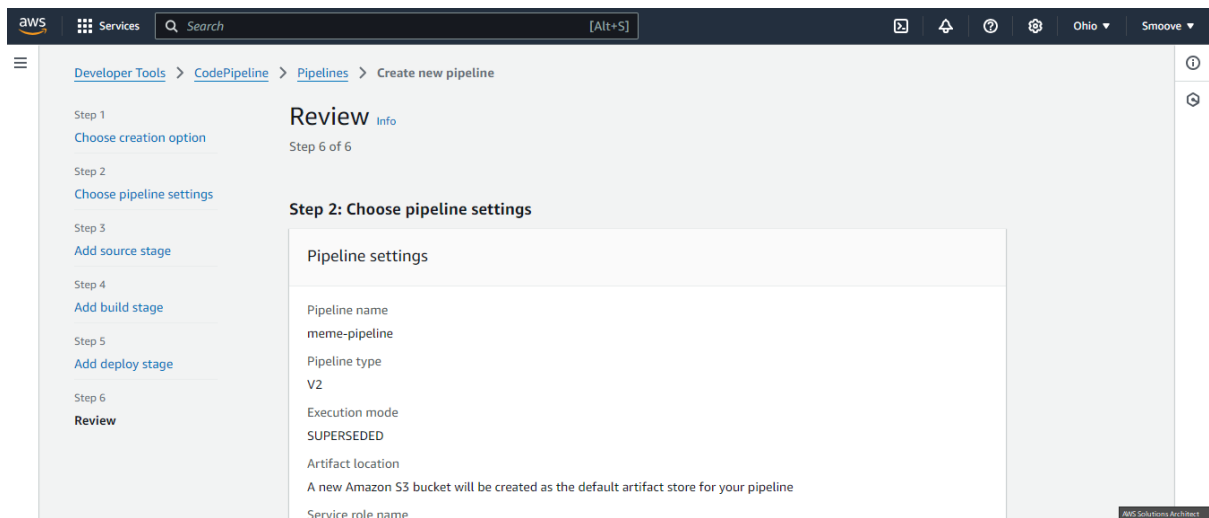 aws
Services
Search [Alt+S]
Ohio ▼
Smoove ▼
Developer Tools > CodePipeline > Pipelines > Create new pipeline
Step 1
Choose creation option
Step 2
Choose pipeline settings
Step 3
Add source stage
Step 4
Add build stage
Step 5
Add deploy stage
Step 6
Review
Review Info
Step 6 of 6
Step 2: Choose pipeline settings
Pipeline settings
Pipeline name
meme-pipeline
Pipeline type
V2
Execution mode
SUPERSEDED
Artifact location
A new Amazon S3 bucket will be created as the default artifact store for your pipeline
Service role name
AWS Solutions Architect